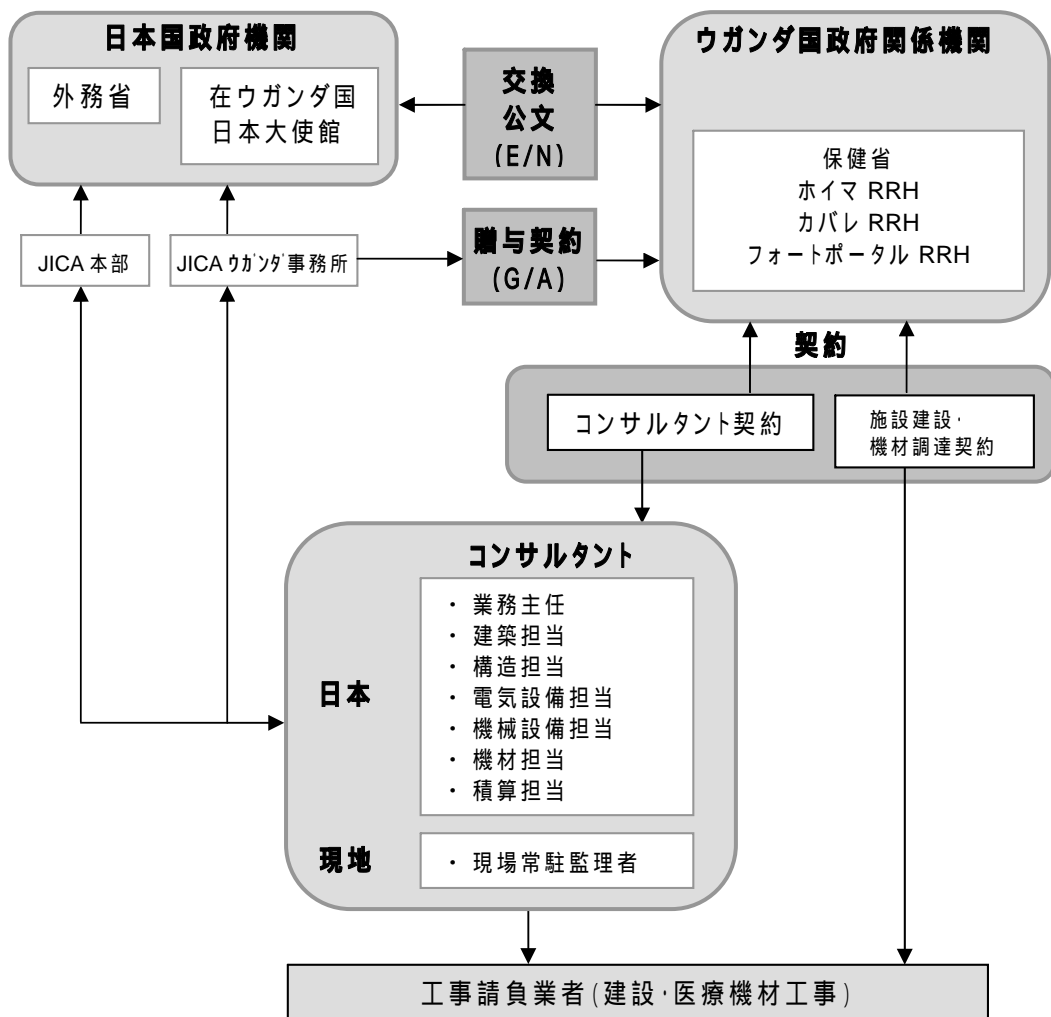 日本国政府機関
外務省
在ウガンダ国
日本大使館
交換
公文
(E/N)
ウガンダ国政府関係機関
保健省
ホイマ RRH
カバレ RRH
フォートポータル RRH
JICA 本部
JICA ｳｶﾞﾝﾀﾞ事務所
贈与契約
(G/A)
契約
コンサルタント契約
施設建設･
機材調達契約
コンサルタント
日本
・ 業務主任
・ 建築担当
・ 構造担当
・ 電気設備担当
・ 機械設備担当
・ 機材担当
・ 積算担当
現地
・ 現場常駐監理者
工事請負業者(建設･医療機材工事)